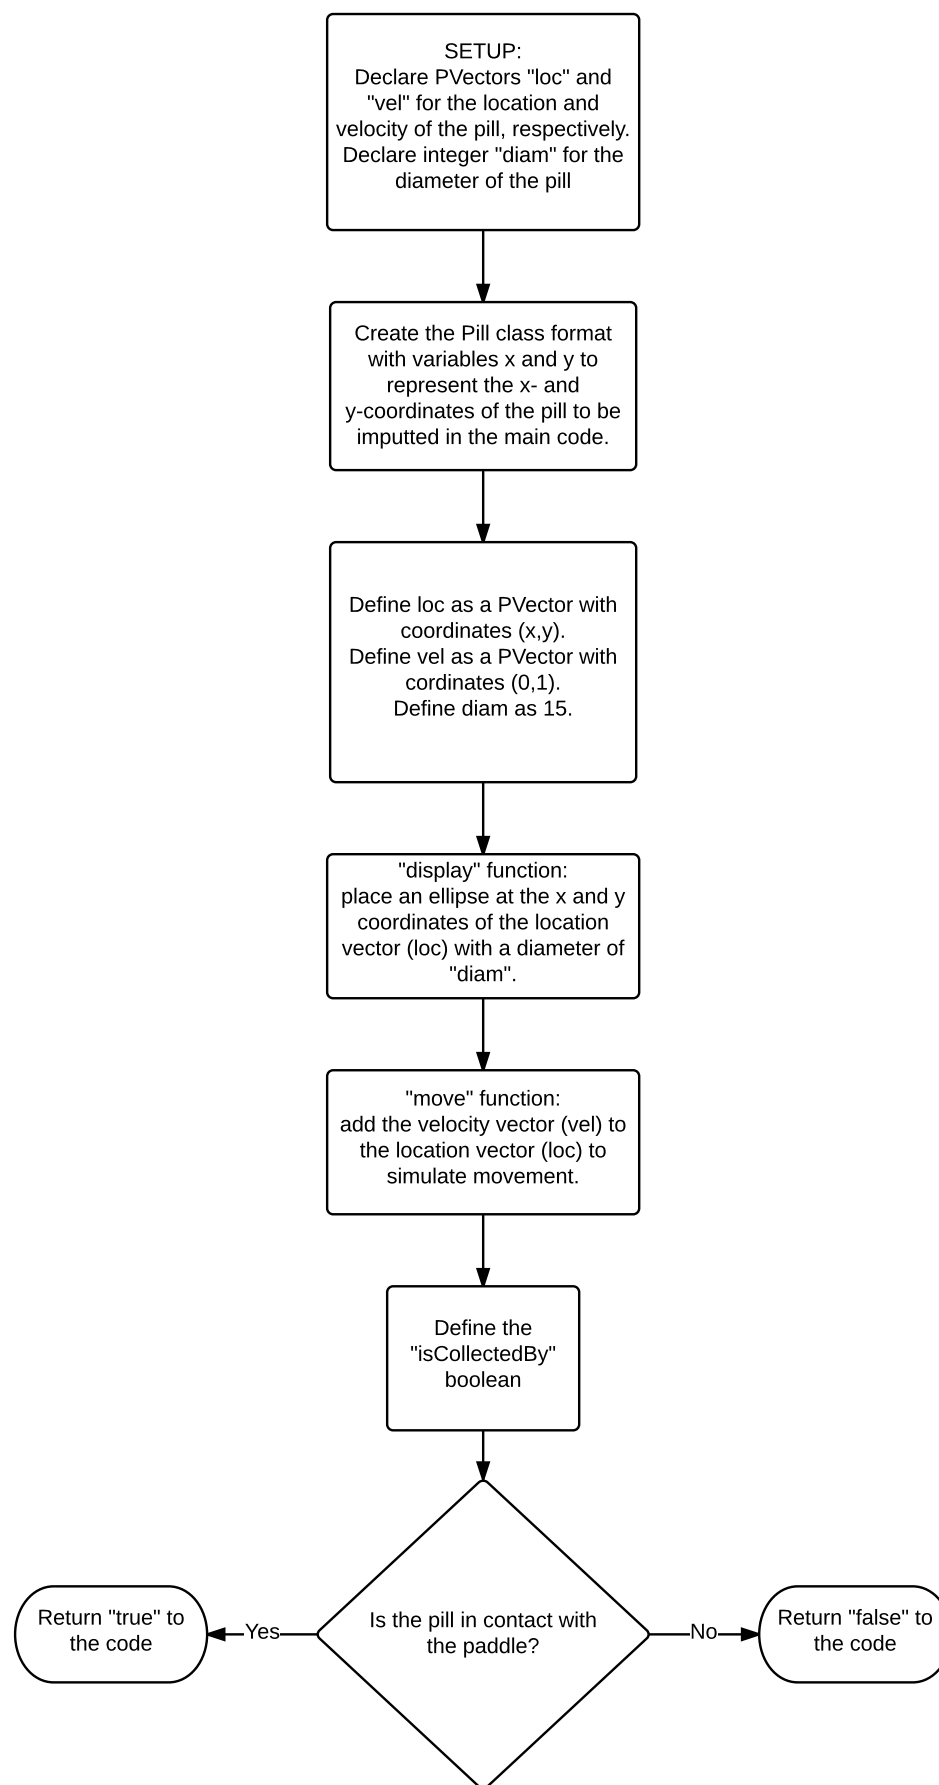 SETUP:
Declare PVectors "loc" and
"vel" for the location and
velocity of the pill, respectively.
Declare integer "diam" for the
diameter of the pill
Create the Pill class format
with variables x and y to
represent the x- and
y-coordinates of the pill to be
imputted in the main code.
Define loc as a PVector with
coordinates (x,y).
Define vel as a PVector with
cordinates (0,1).
Define diam as 15.
"display" function:
place an ellipse at the x and y
coordinates of the location
vector (loc) with a diameter of
"diam".
"move" function:
add the velocity vector (vel) to
the location vector (loc) to
simulate movement.
Define the
"isCollectedBy"
boolean
Is the pill in contact with
the paddle?
Yes
Return "true" to
the code
No
Return "false" to
the code